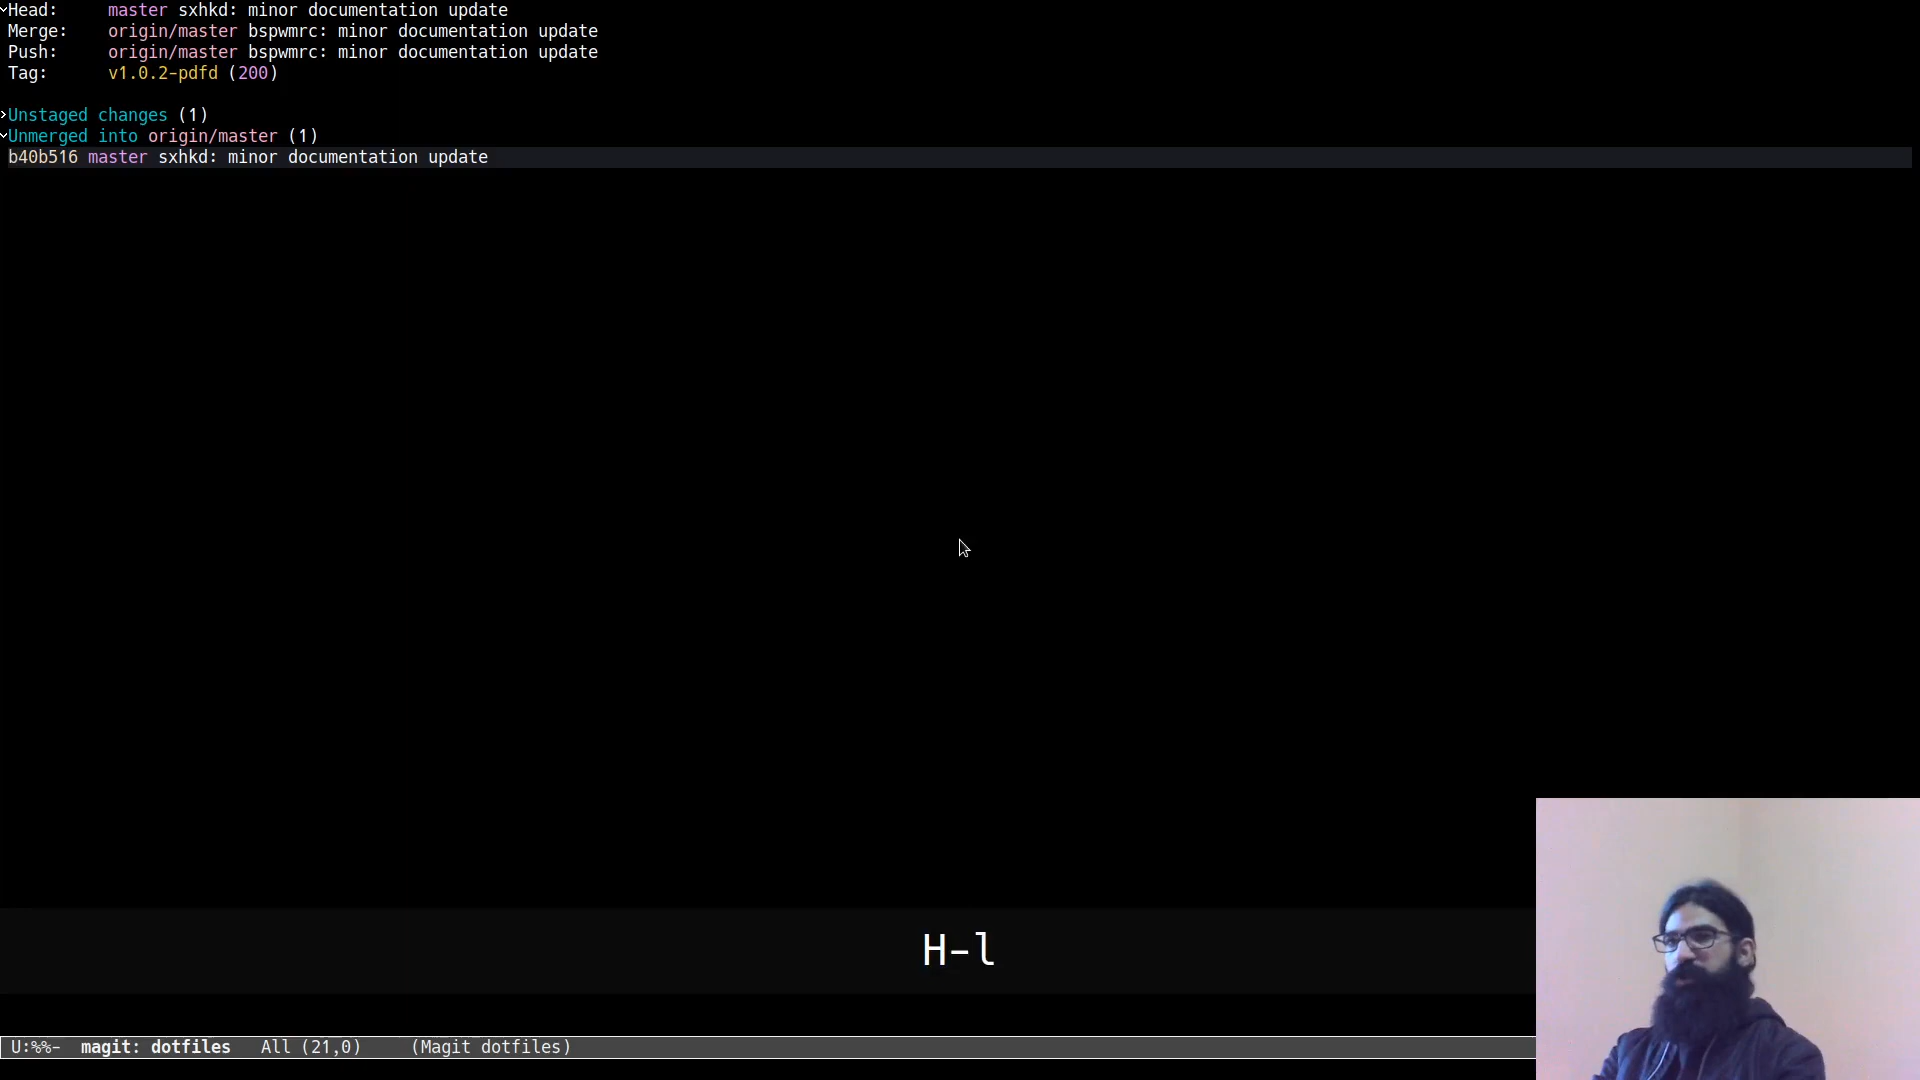 Head:     master sxhkd: minor documentation update
Merge:    origin/master bspwmrc: minor documentation update
Push:     origin/master bspwmrc: minor documentation update
Tag:      v1.0.2-pdfd (200)
Unstaged changes (1)
Unmerged into origin/master (1)
b40b516 master sxhkd: minor documentation update
H-l
U:%%-  magit: dotfiles   All (21,0)     (Magit dotfiles)